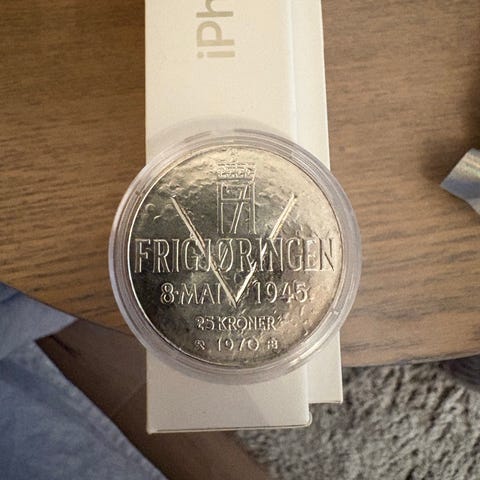 iPh
FRIGJØRINGEN
8·MAI 1945
25 KRONER
1970